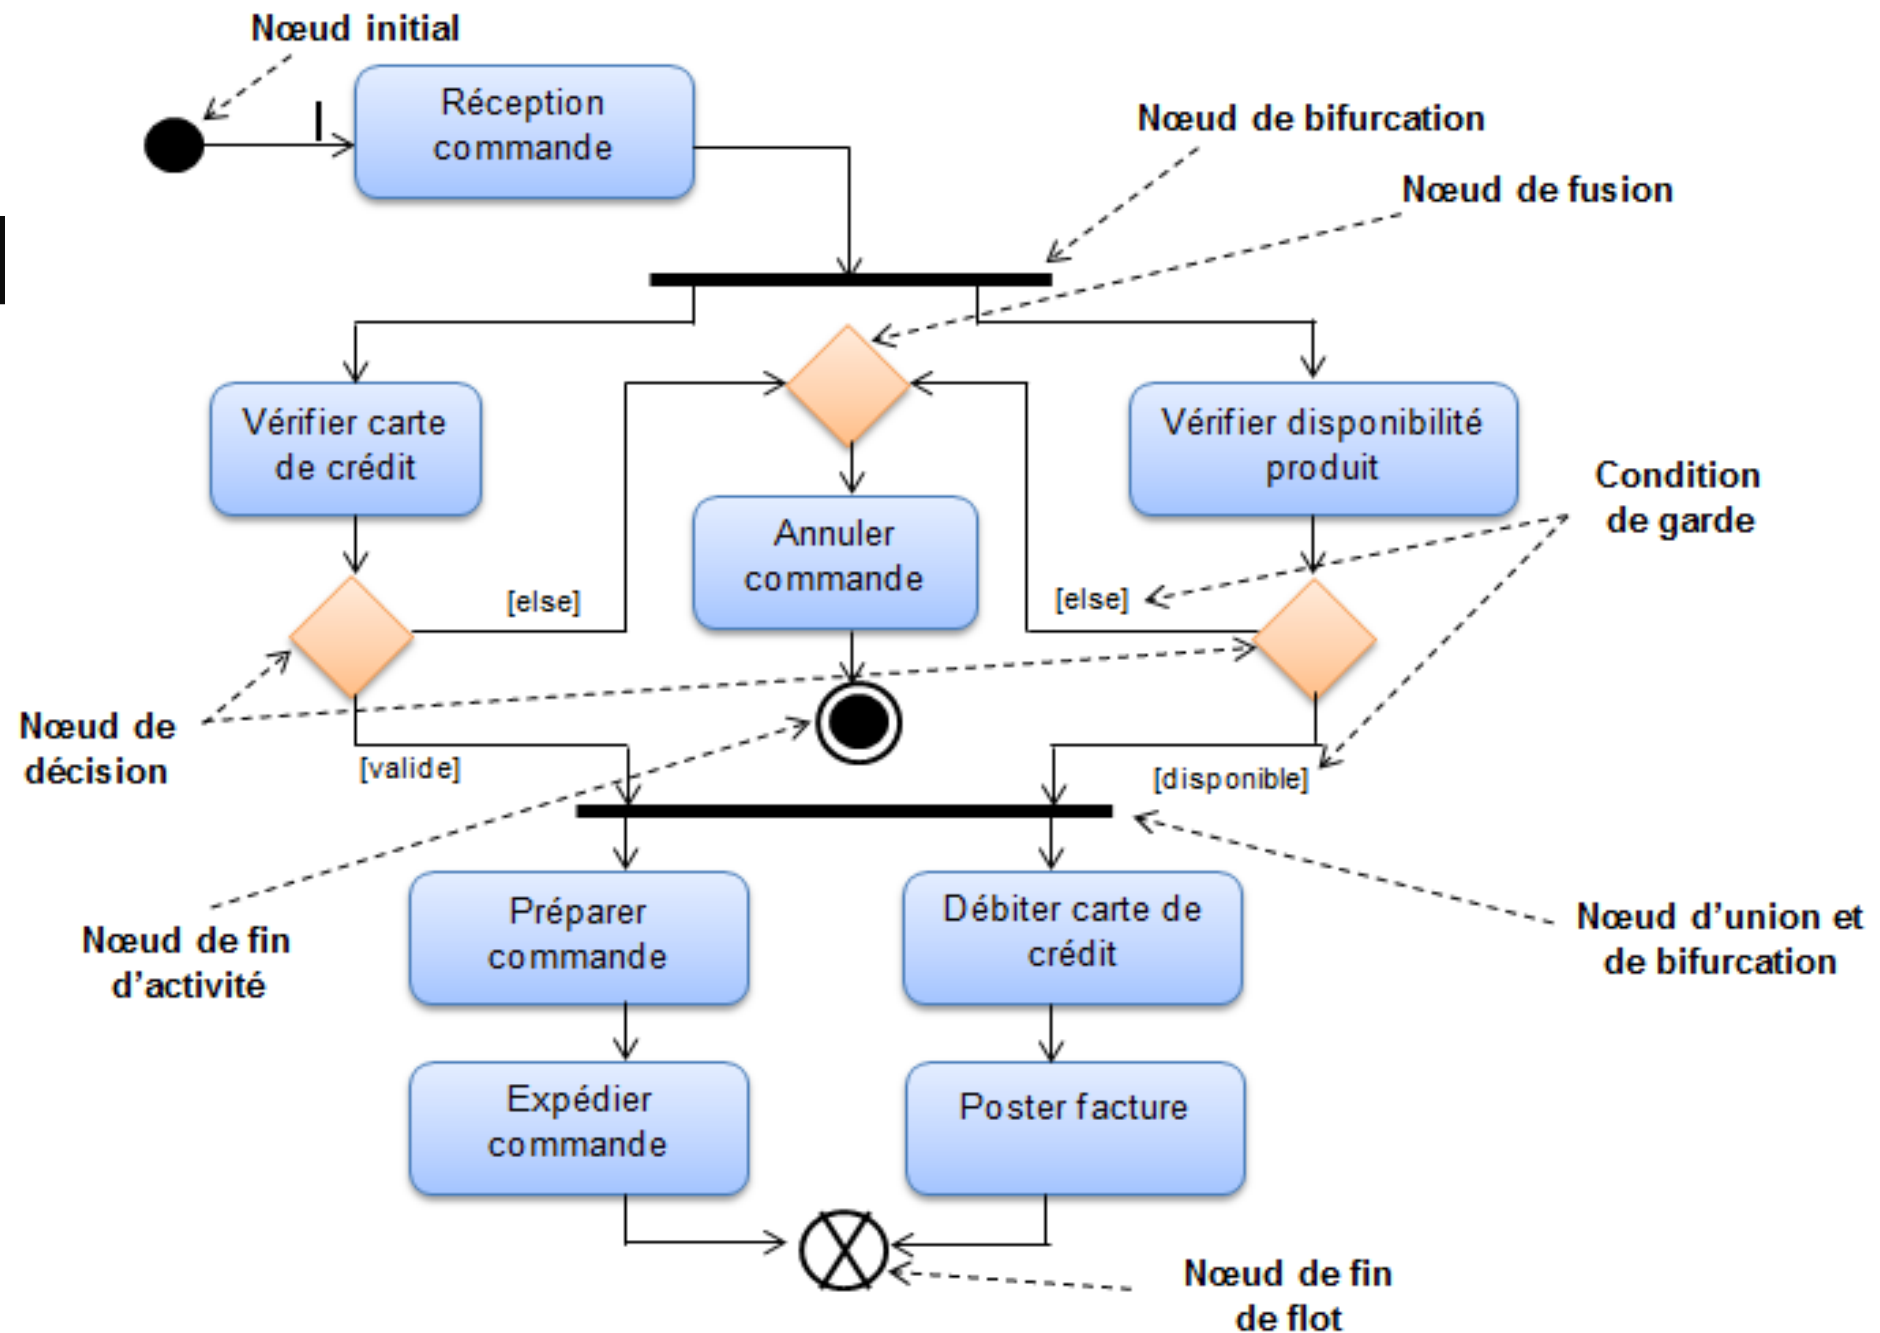 Nœud initial
Réception
commande
Nœud de bifurcation
Nœud de fusion
Vérifier carte
de crédit
Vérifier disponibilité
produit
Condition
de garde
Annuler
commande
[else]
[else]
Nœud de
décision
[valide]
[disponible]
Préparer
commande
Débiter carte de
crédit
Nœud d’union et
de bifurcation
Nœud de fin
d’activité
Expédier
commande
Poster facture
Nœud de fin
de flot